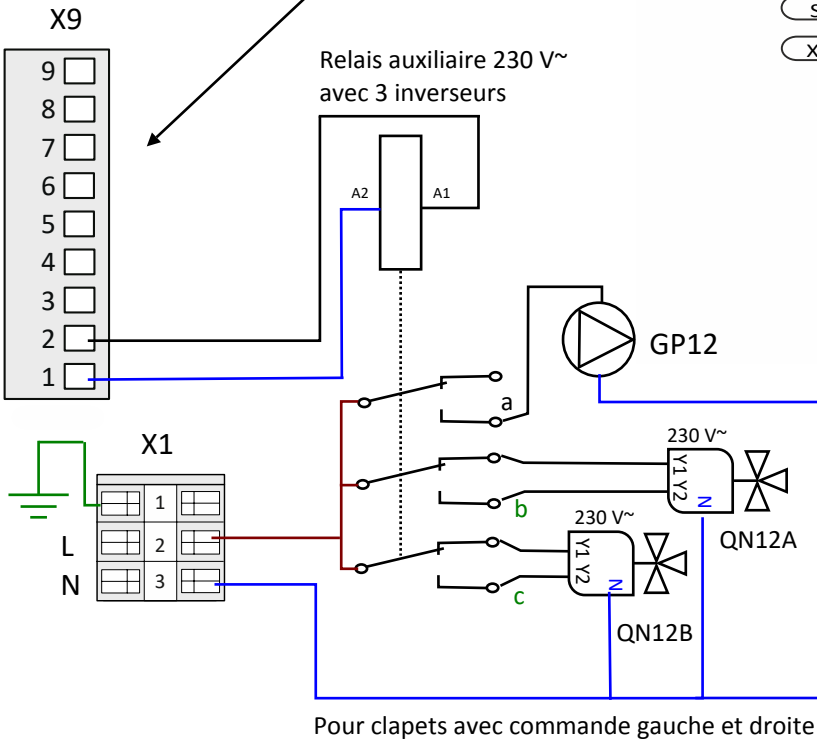 X9
s
x
9
8
7
6
5
4
3
2
1
Relais auxiliaire 230 V~
avec 3 inverseurs
A2
A1
GP12
a
X1
230 V~
Y1 Y2
N
b
QN12A
1
L
2
N
3
230 V~
Y1 Y2
N
c
QN12B
Pour clapets avec commande gauche et droite